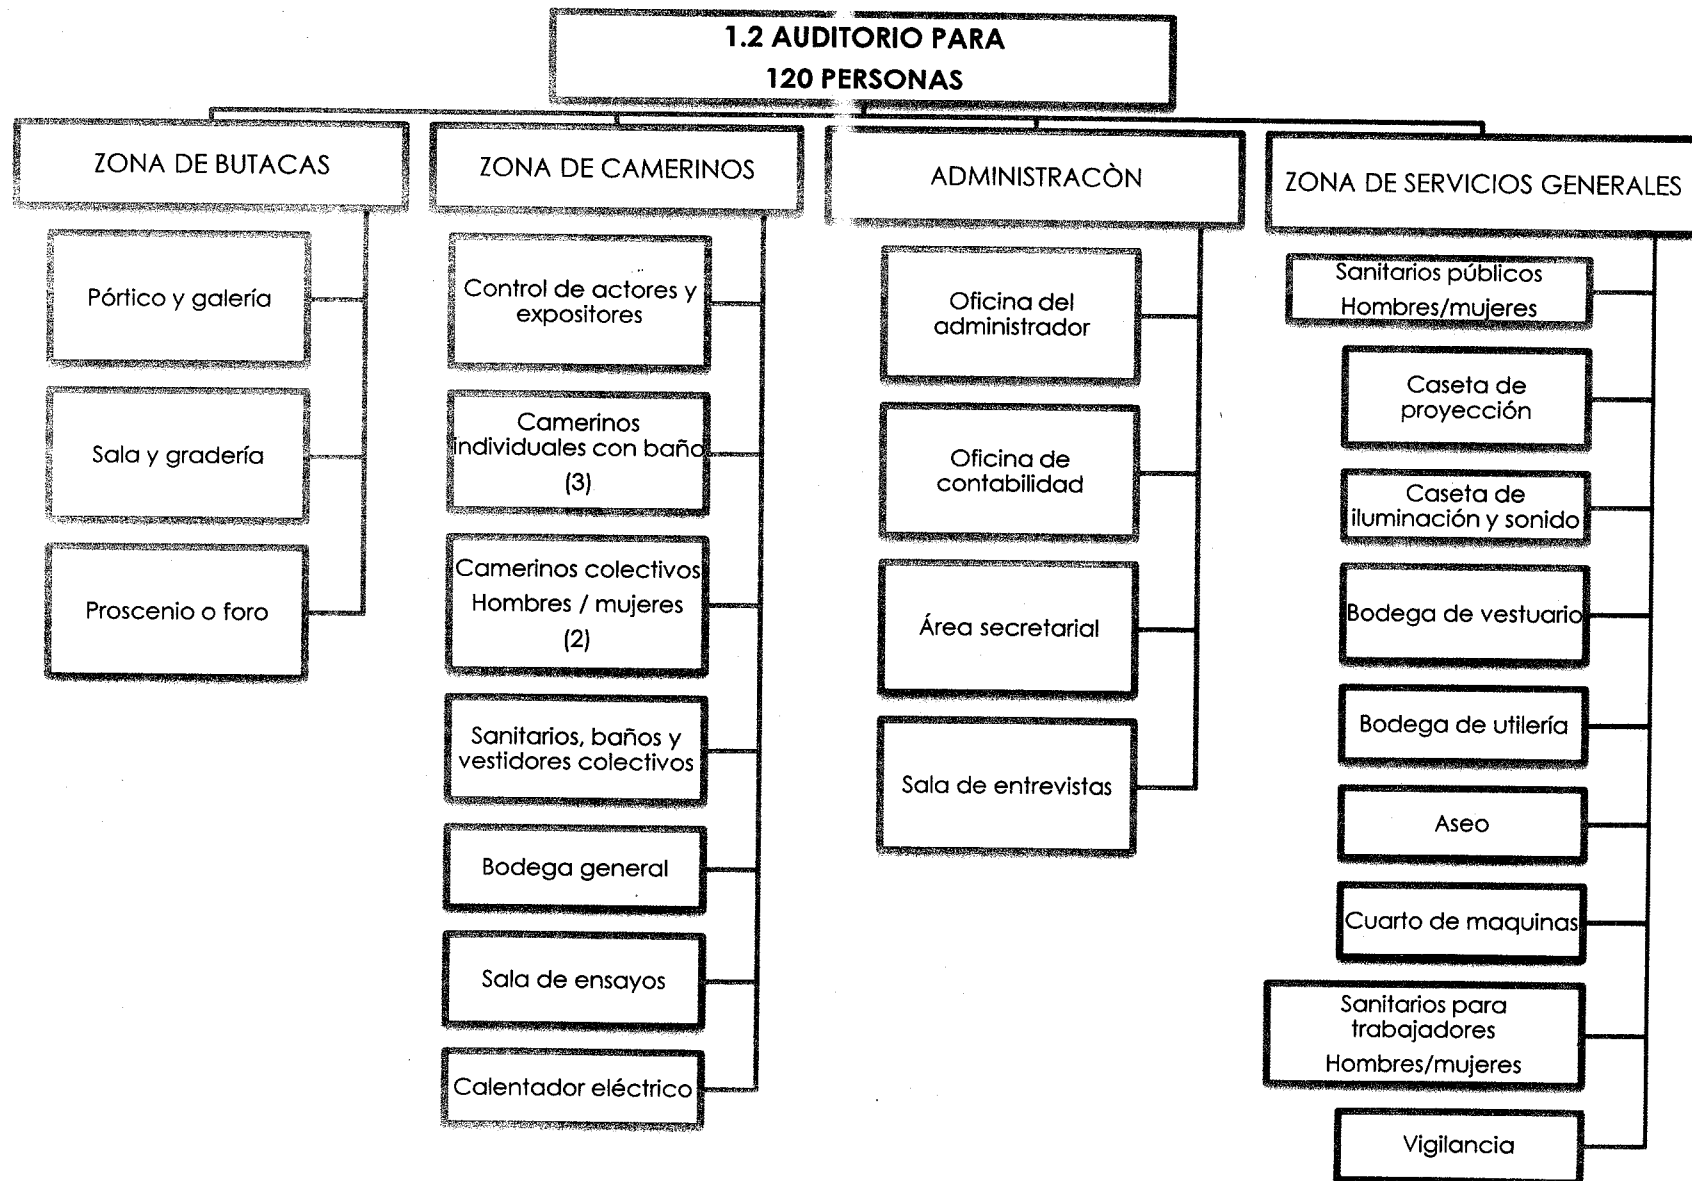 1.2 AUDITORIO PARA
120 PERSONAS
ZONA DE BUTACAS
Pórtico y galería
Sala y gradería
Proscenio o foro
ZONA DE CAMERINOS
Control de actores y
expositores
Camerinos
individuales con baño
(3)
Camerinos colectivos
Hombres / mujeres
(2)
Sanitarios, baños y
vestidores colectivos
Bodega general
Sala de ensayos
Calentador eléctrico
ADMINISTRACÒN
Oficina del
administrador
Oficina de
contabilidad
Área secretarial
Sala de entrevistas
ZONA DE SERVICIOS GENERALES
Sanitarios públicos
Hombres/mujeres
Caseta de
proyección
Caseta de
iluminación y sonido
Bodega de vestuario
Bodega de utilería
Aseo
Cuarto de maquinas
Sanitarios para
trabajadores
Hombres/mujeres
Vigilancia